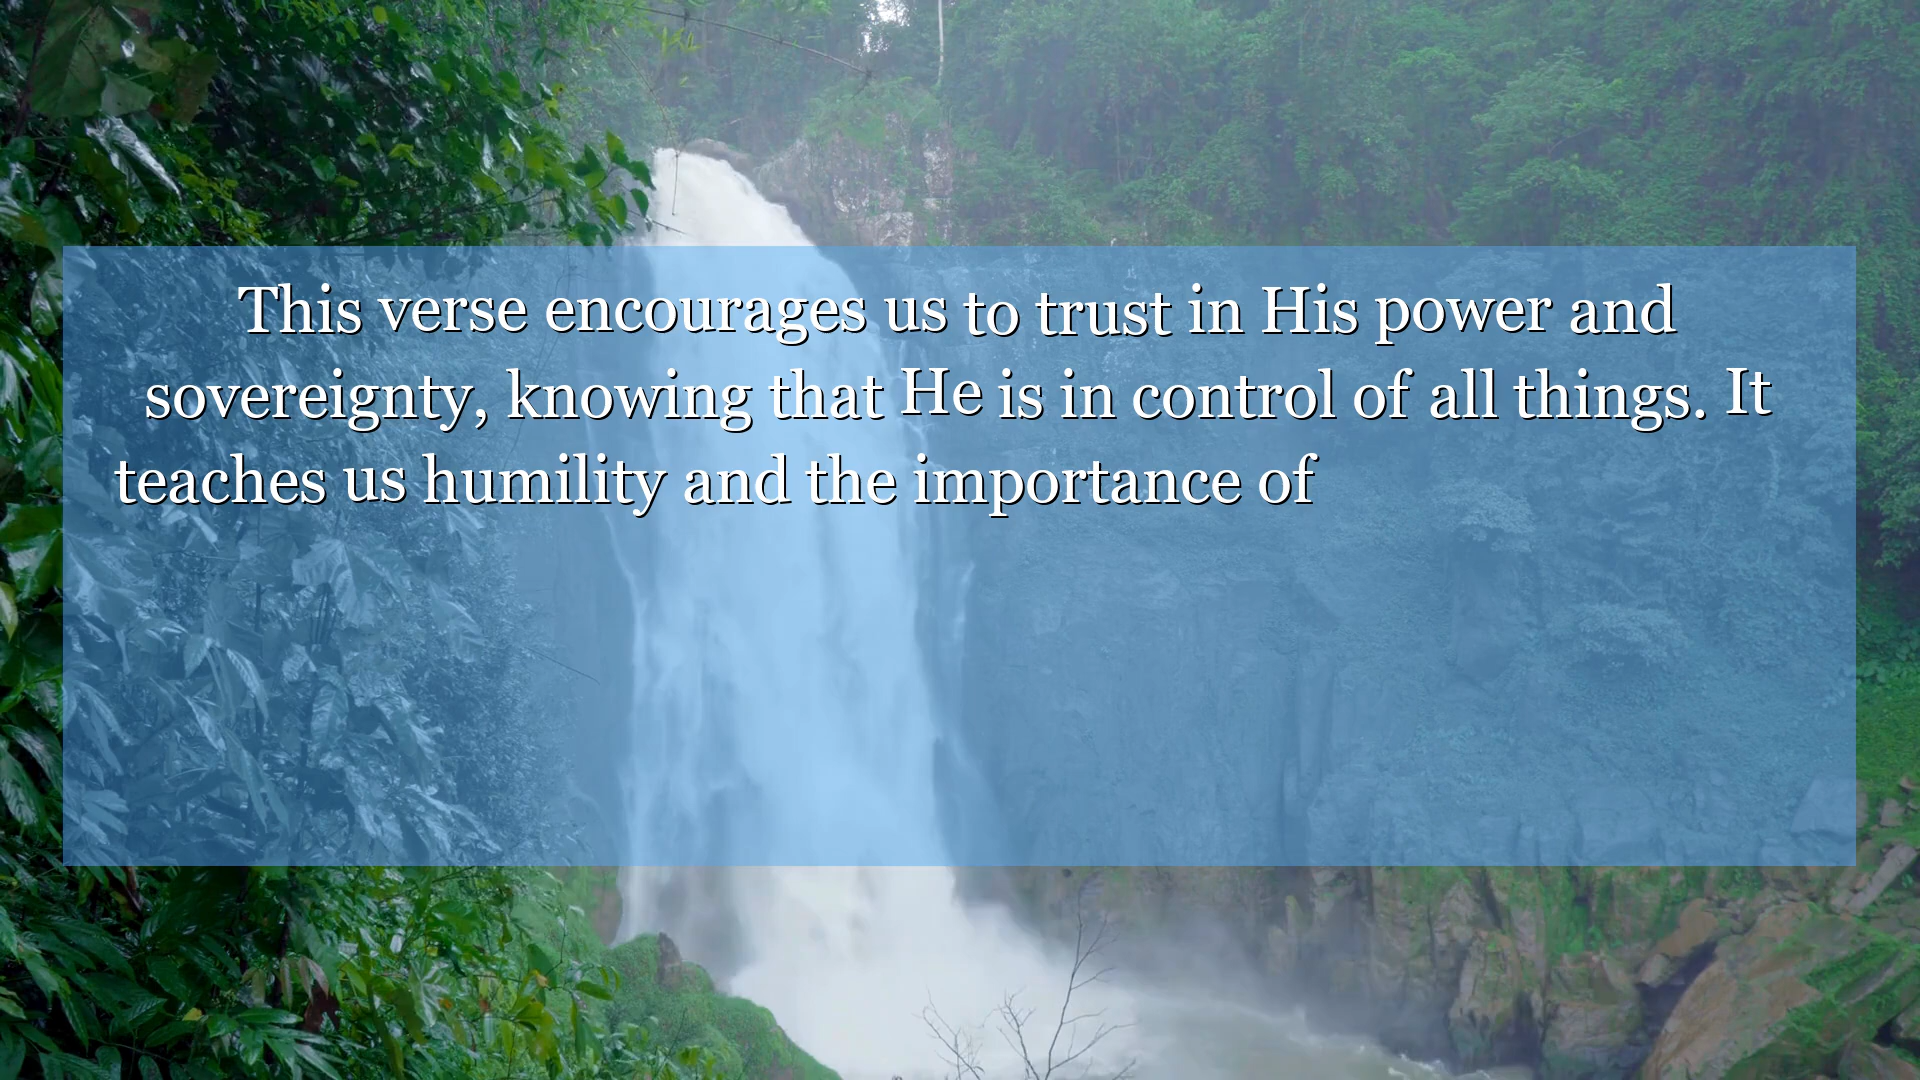 This verse encourages us to trust in His power and
sovereignty, knowing that He is in control of all things. It
teaches us humility and the importance of